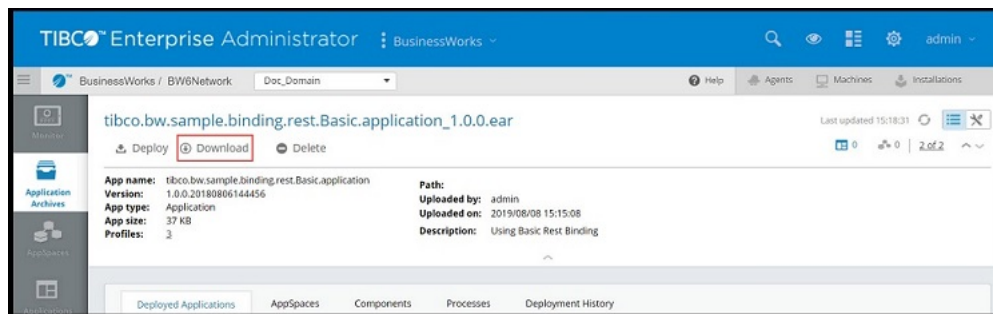 TIBCO™ Enterprise Administrator BusinessWorks admin
BusinessWorks / BW6Network Doc_Domain Help Agents Machines Installations
Monitor
tibco.bw.sample.binding.rest.Basic.application_1.0.0.ear
Last updated 15:18:31
Deploy Download Delete
0 0 2 of 2
Application Archives
App name: tibco.bw.sample.binding.rest.Basic.application
Version: 1.0.0.20180806144456
App type: Application
App size: 37 KB
Profiles: 3
Path:
Uploaded by: admin
Uploaded on: 2019/08/08 15:15:08
Description: Using Basic Rest Binding
AppSpaces
Applications
Deployed Applications AppSpaces Components Processes Deployment History